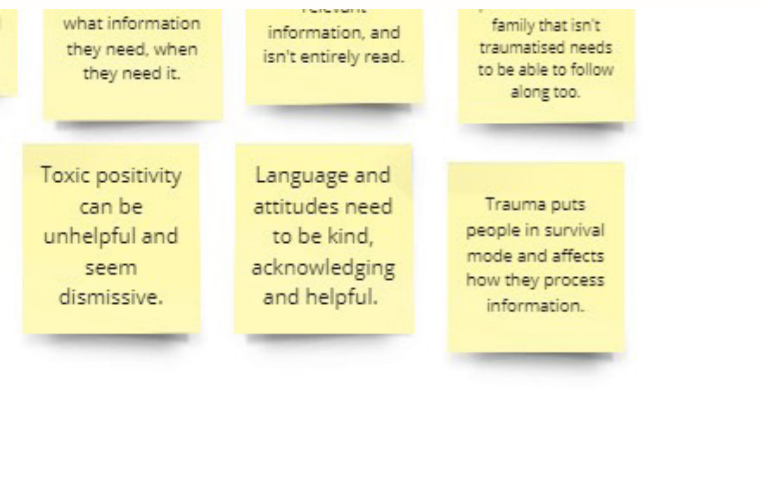 what information
they need, when
they need it.
relevant
information, and
isn't entirely read.
family that isn't
traumatised needs
to be able to follow
along too.
Toxic positivity
can be
unhelpful and
seem
dismissive.
Language and
attitudes need
to be kind,
acknowledging
and helpful.
Trauma puts
people in survival
mode and affects
how they process
information.